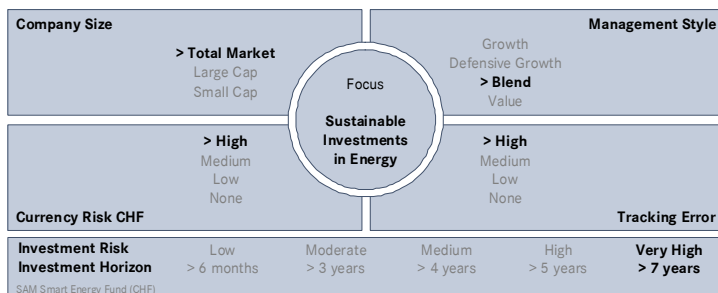 Company Size
Management Style
> Total Market
Large Cap
Small Cap
Growth
Defensive Growth
> Blend
Value
Focus
Sustainable
Investments
in Energy
> High
Medium
Low
None
> High
Medium
Low
None
Currency Risk CHF
Tracking Error
Investment Risk Low Moderate Medium High Very High
Investment Horizon > 6 months > 3 years > 4 years > 5 years > 7 years
SAM Smart Energy Fund (CHF)